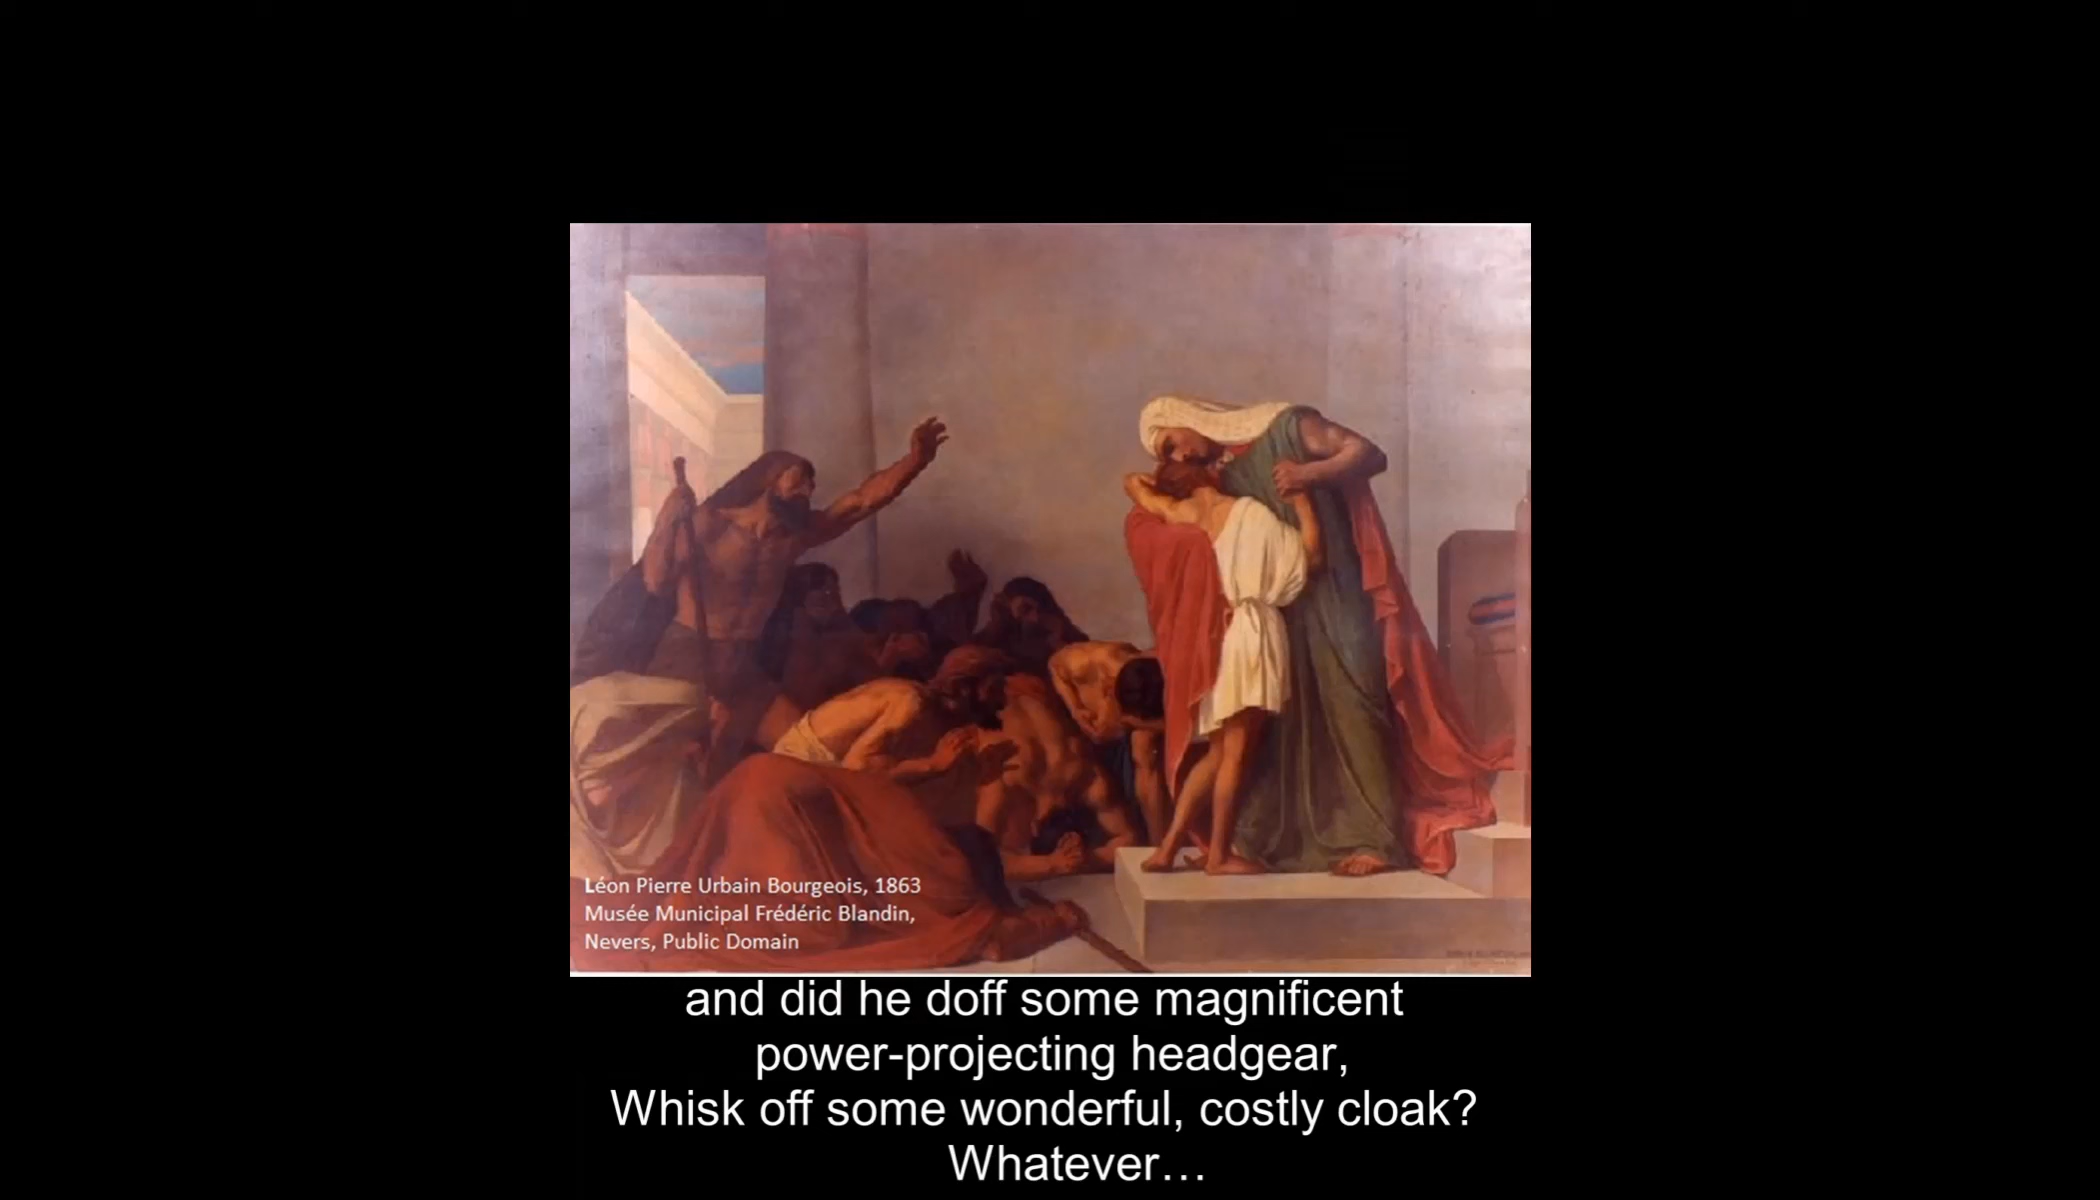 Léon Pierre Urbain Bourgeois, 1863
Musée Municipal Frédéric Blandin,
Nevers, Public Domain
and did he doff some magnificent
power-projecting headgear,
Whisk off some wonderful, costly cloak?
Whatever…